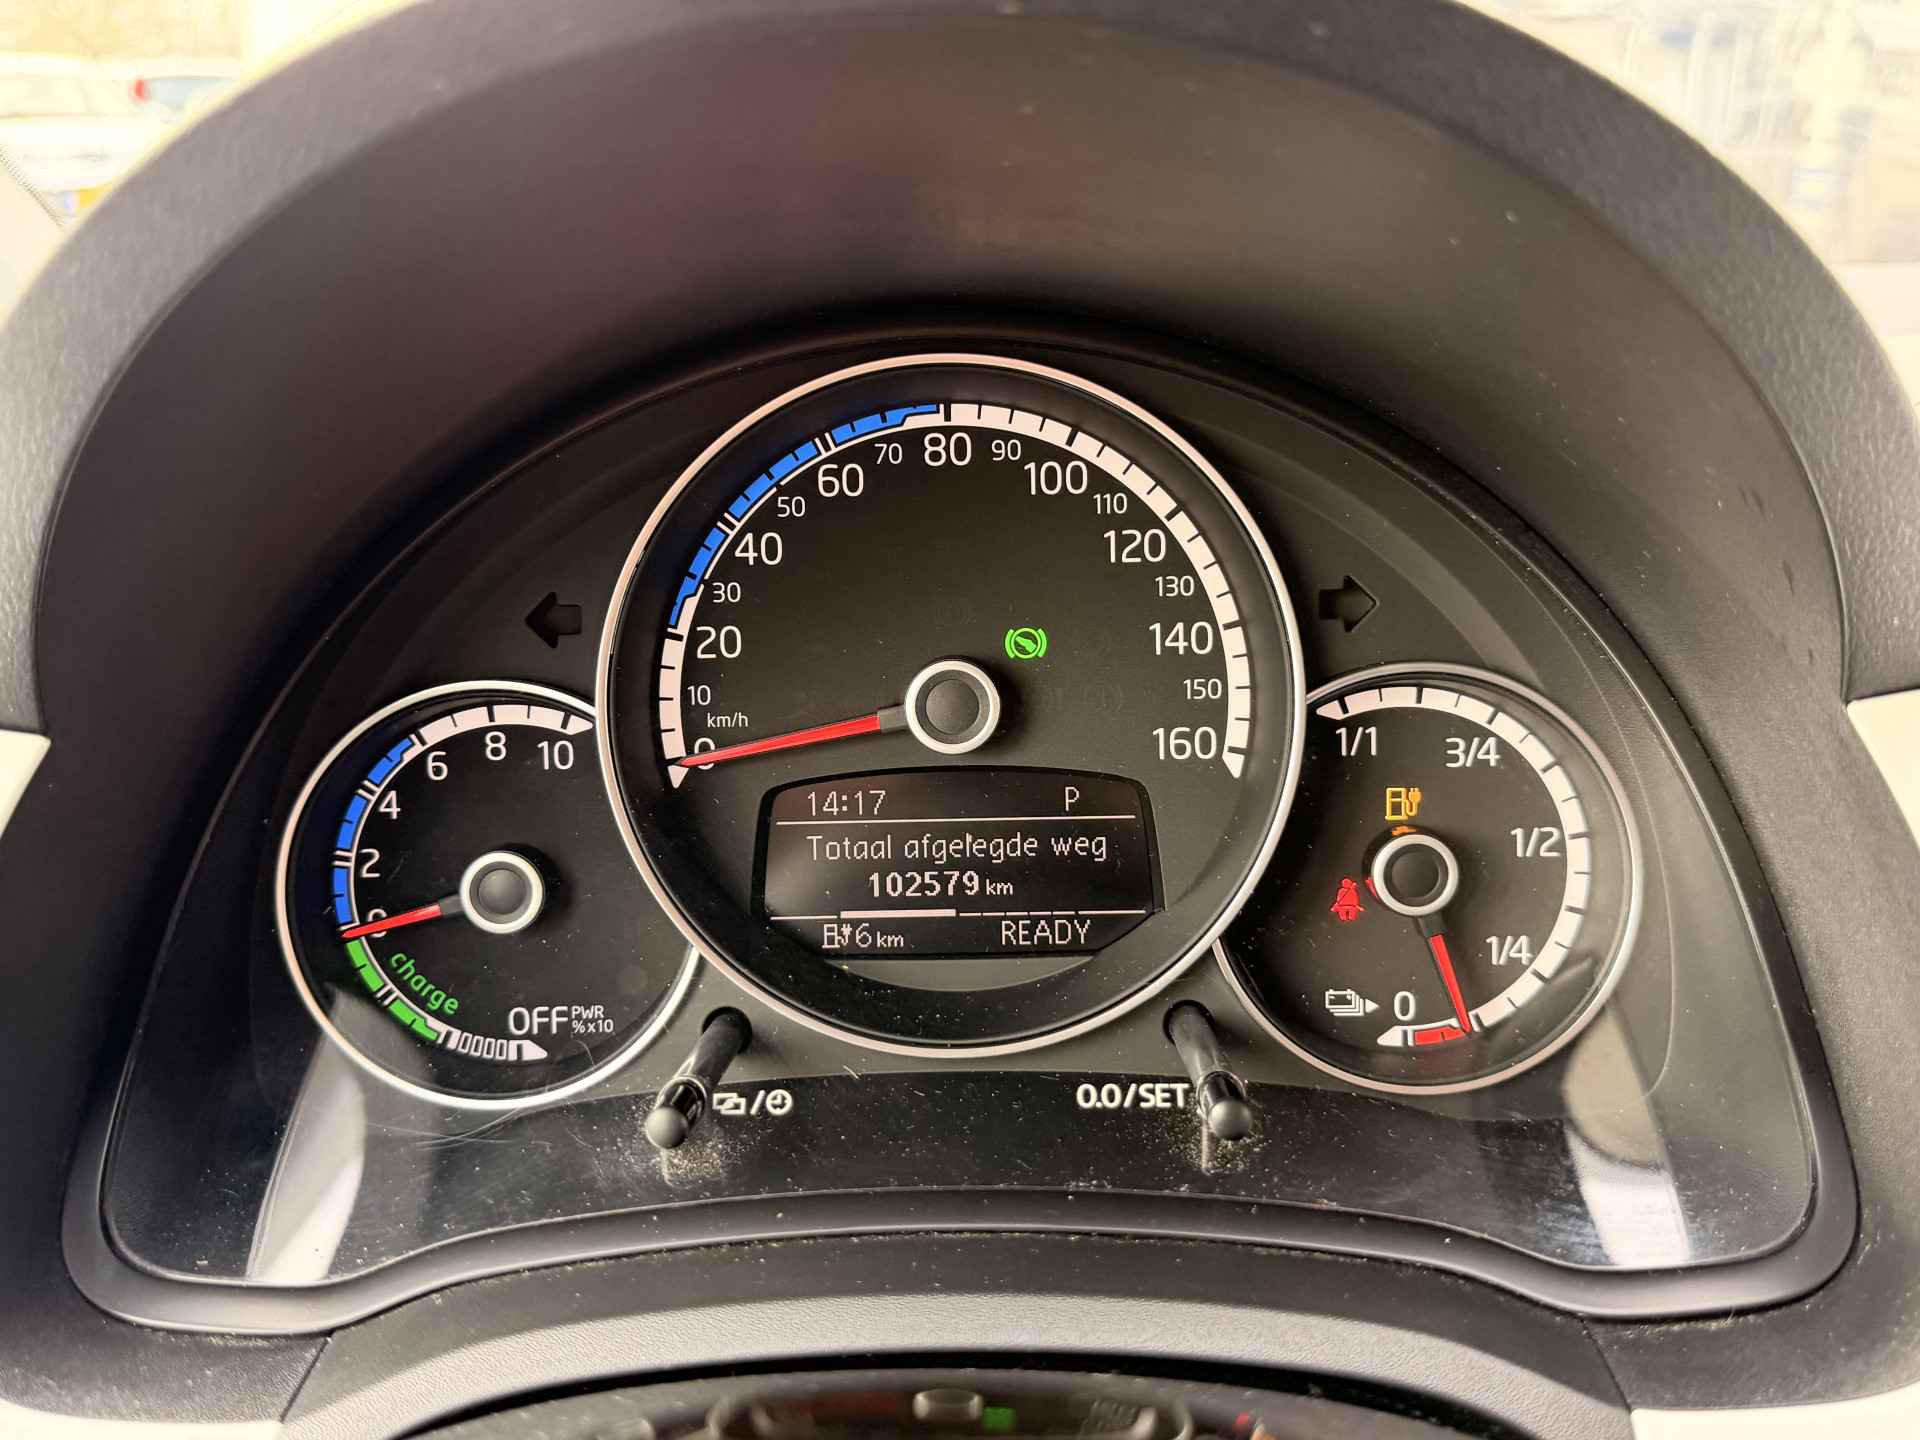 80
70
90
60
100
50
110
40
120
30
130
20
140
10
150
km/h
160
0
14:17
P
Totaal afgelegde weg
102579 km
6 km
READY
10
8
6
4
2
0
charge
OFF PWR
%x10
1/1
3/4
1/2
1/4
0
0.0/SET